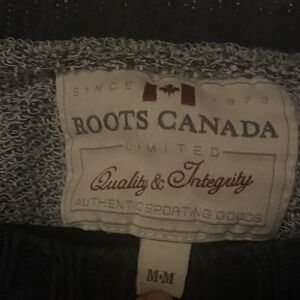 SINCE 1973
ROOTS CANADA
LIMITED
Quality & Integrity
AUTHENTIC SPORTING GOODS
M•M